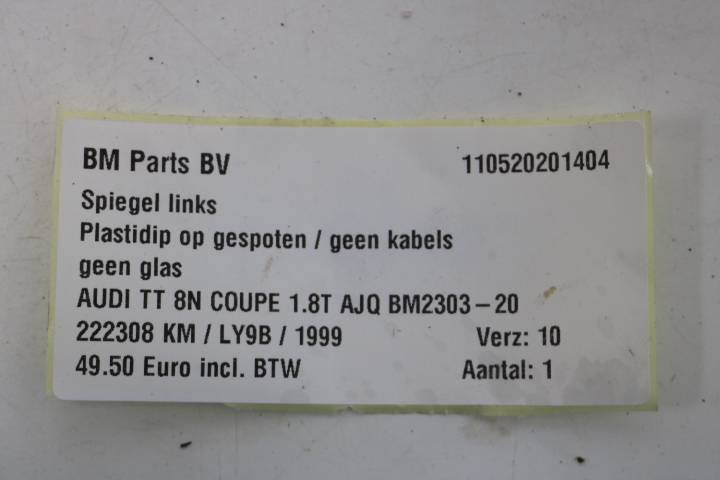 BM Parts BV 110520201404
Spiegel links
Plastidip op gespoten / geen kabels
geen glas
AUDI TT 8N COUPE 1.8T AJQ BM2303-20
222308 KM / LY9B / 1999 Verz: 10
49.50 Euro incl. BTW Aantal: 1